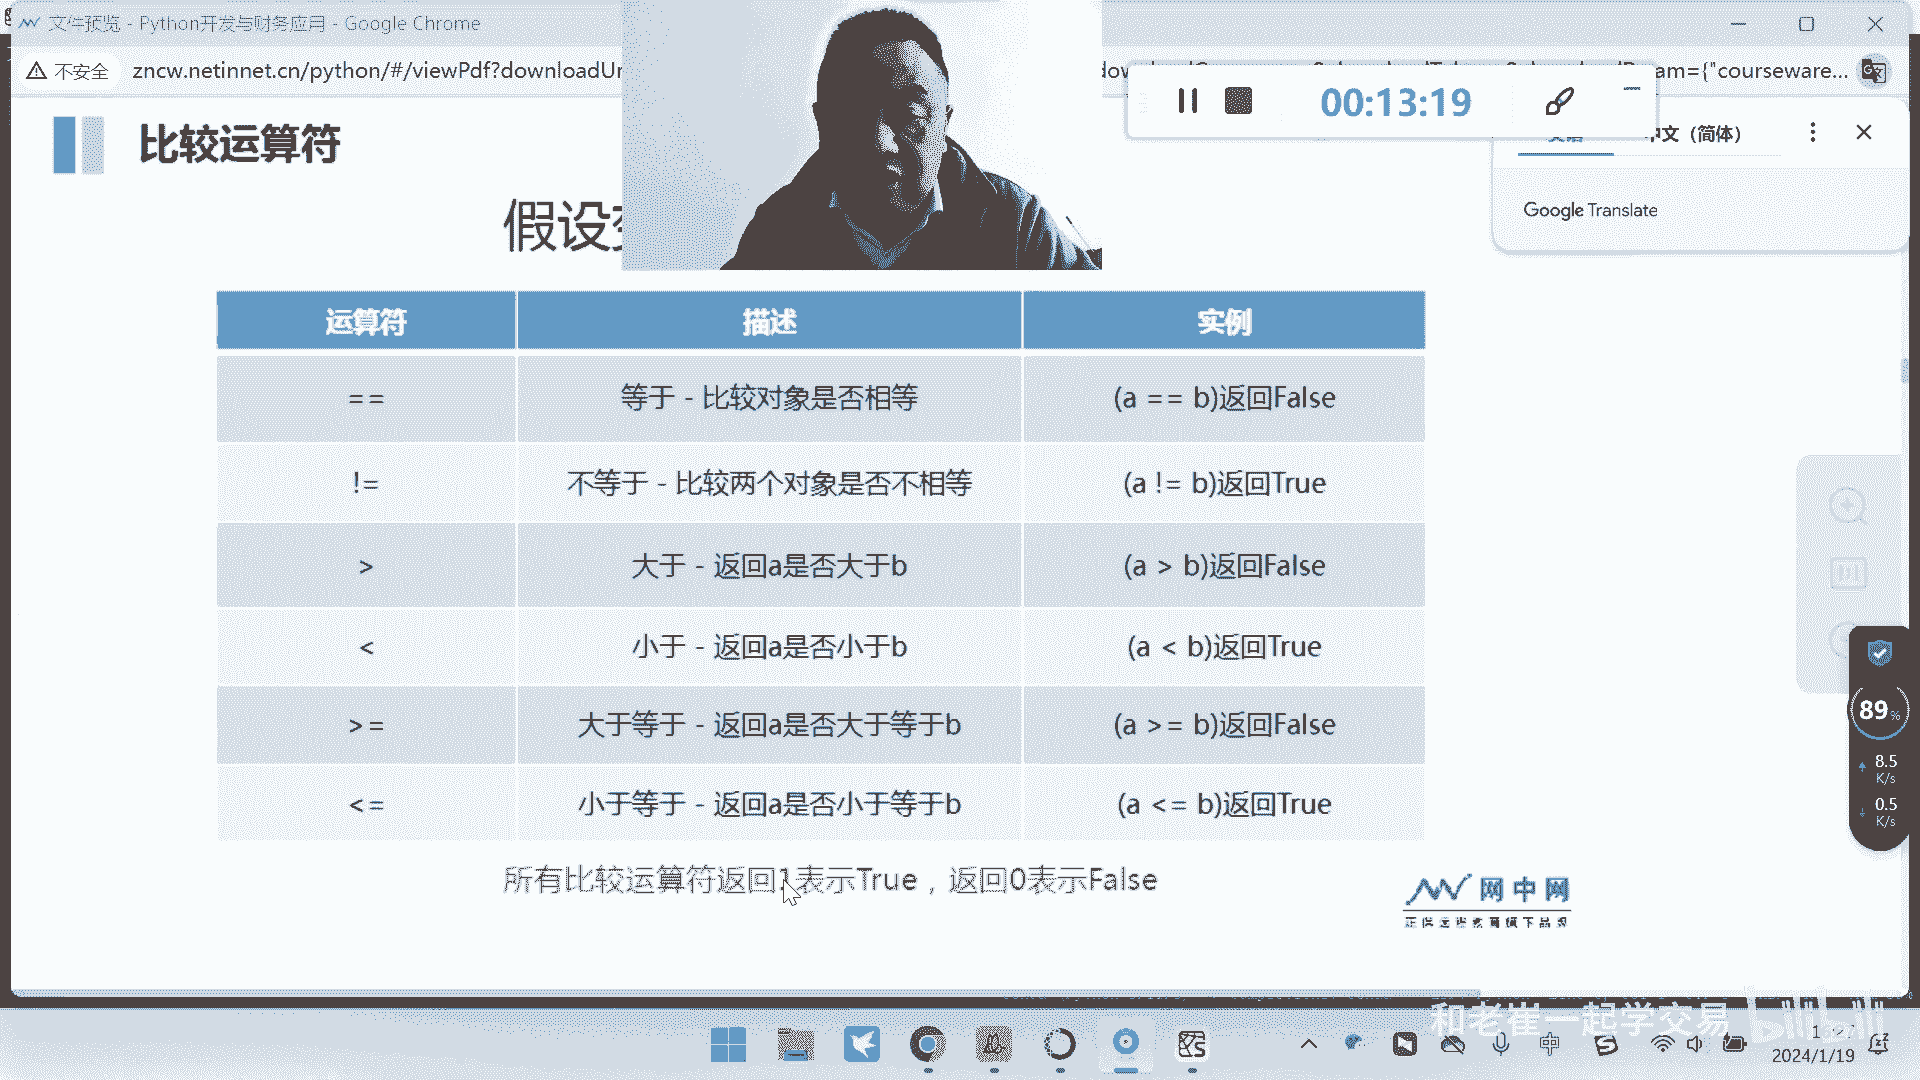 文件预览 - Python开发与财务应用 - Google Chrome
不安全
zncw.netinnet.cn/python/#/viewPdf?downloadUr
am={"courseware...
00:13:19
中文（简体）
Google Translate
比较运算符
假设
运算符 描述 实例
== 等于 - 比较对象是否相等 (a == b)返回False
!= 不等于 - 比较两个对象是否不相等 (a != b)返回True
> 大于 - 返回a是否大于b (a > b)返回False
< 小于 - 返回a是否小于b (a < b)返回True
>= 大于等于 - 返回a是否大于等于b (a >= b)返回False
<= 小于等于 - 返回a是否小于等于b (a <= b)返回True
所有比较运算符返回1表示True，返回0表示False
网中网
89%
8.5
K/s
0.5
K/s
和老崔一起学交易 bilibili
中
2024/1/19